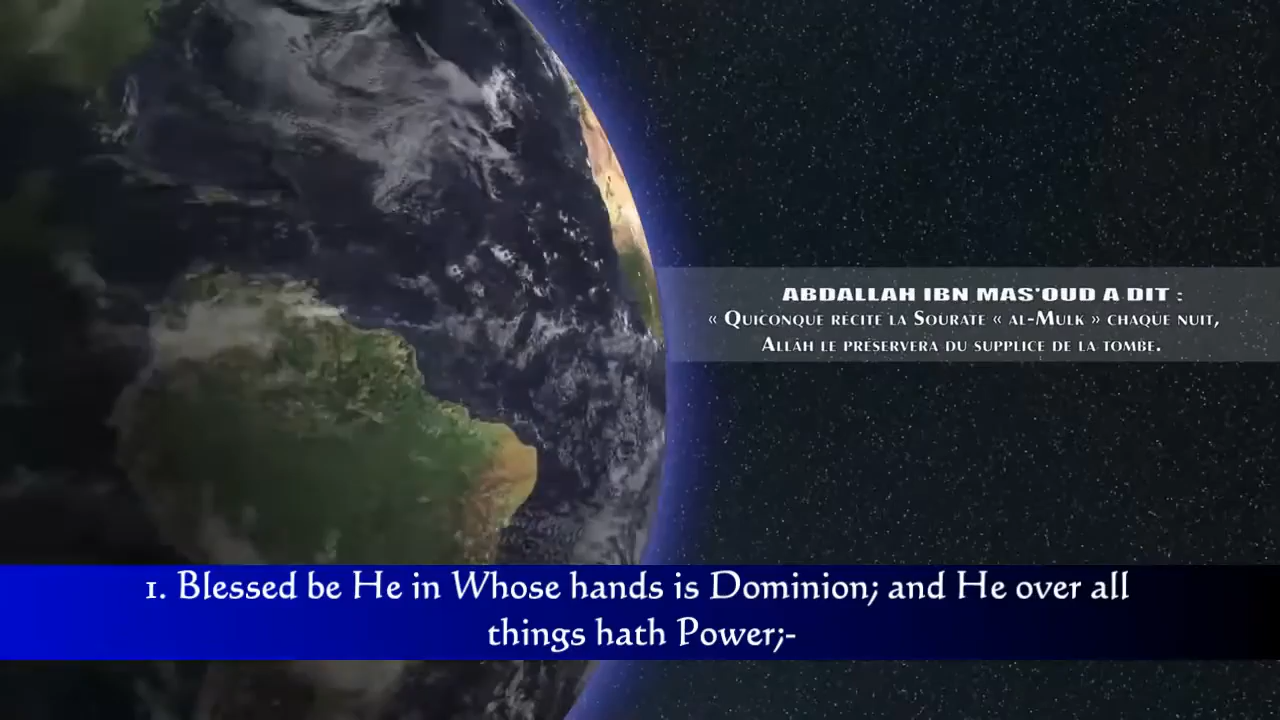 ABDALLAH IBN MAS'OUD A DIT :
« QUICONQUE RÉCITE LA SOURATE « AL-MULK » CHAQUE NUIT,
ALLÂH LE PRÉSERVERA DU SUPPLICE DE LA TOMBE.
1. Blessed be He in Whose hands is Dominion; and He over all
things hath Power;-